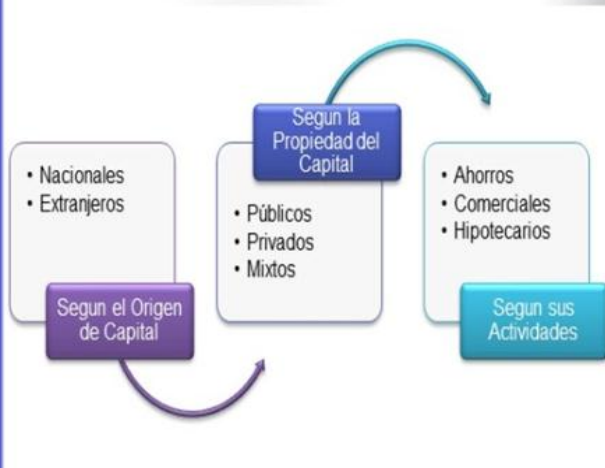 • Nacionales
• Extranjeros
Segun el Origen
de Capital
Segun la
Propiedad del
Capital
• Públicos
• Privados
• Mixtos
• Ahorros
• Comerciales
• Hipotecarios
Segun sus
Actividades